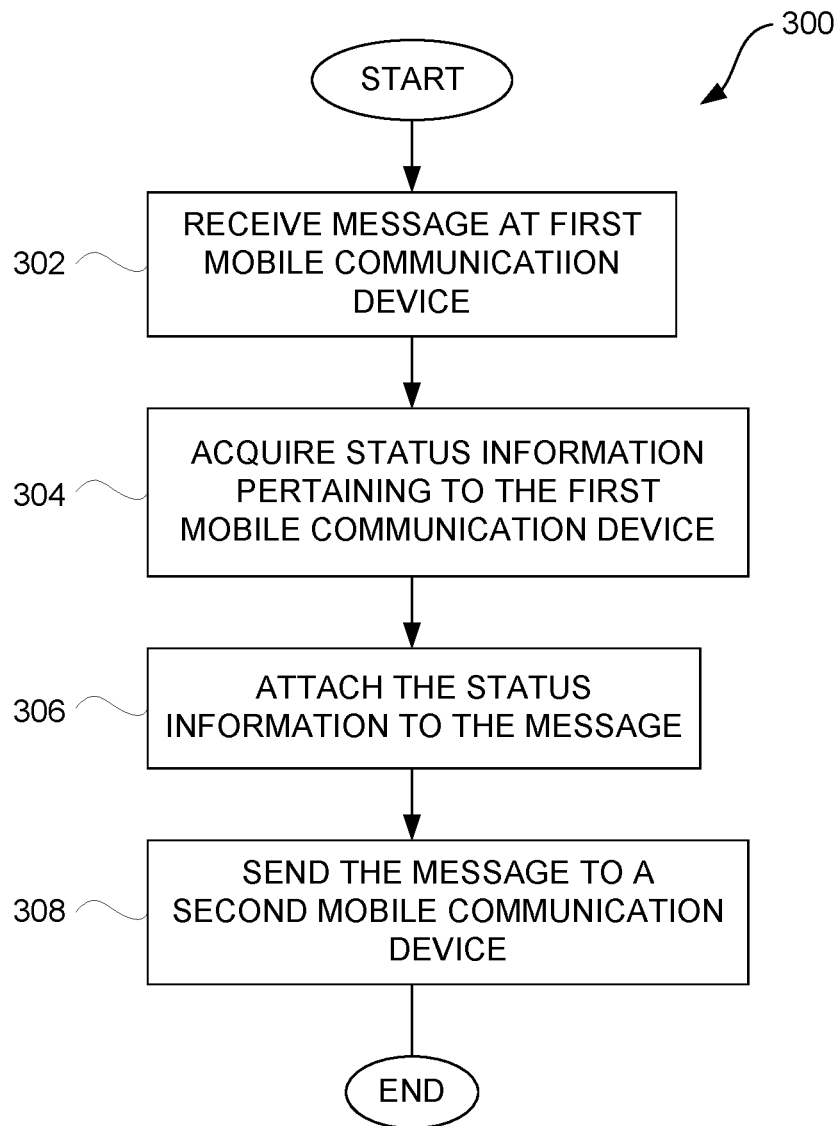 300
START
302
RECEIVE MESSAGE AT FIRST
MOBILE COMMUNICATIION
DEVICE
304
ACQUIRE STATUS INFORMATION
PERTAINING TO THE FIRST
MOBILE COMMUNICATION DEVICE
306
ATTACH THE STATUS
INFORMATION TO THE MESSAGE
308
SEND THE MESSAGE TO A
SECOND MOBILE COMMUNICATION
DEVICE
END